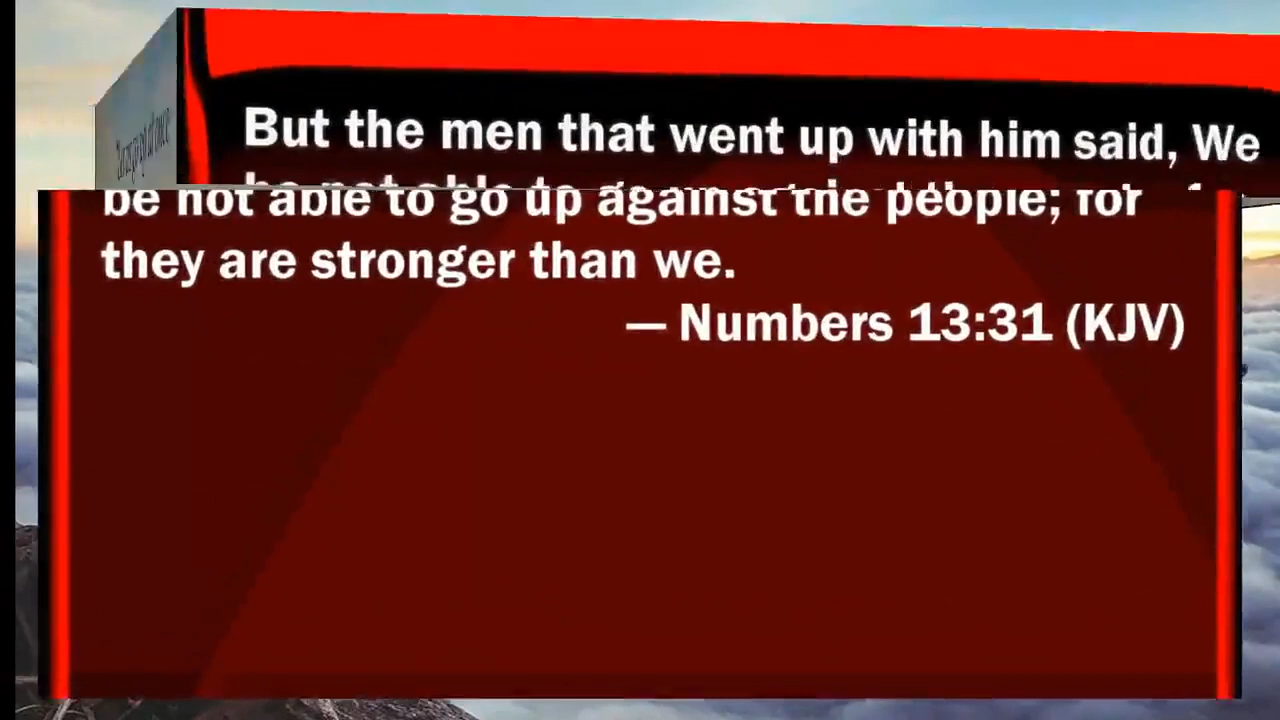 But the men that went up with him said, We
be not able to go up against the people; for
they are stronger than we.
— Numbers 13:31 (KJV)